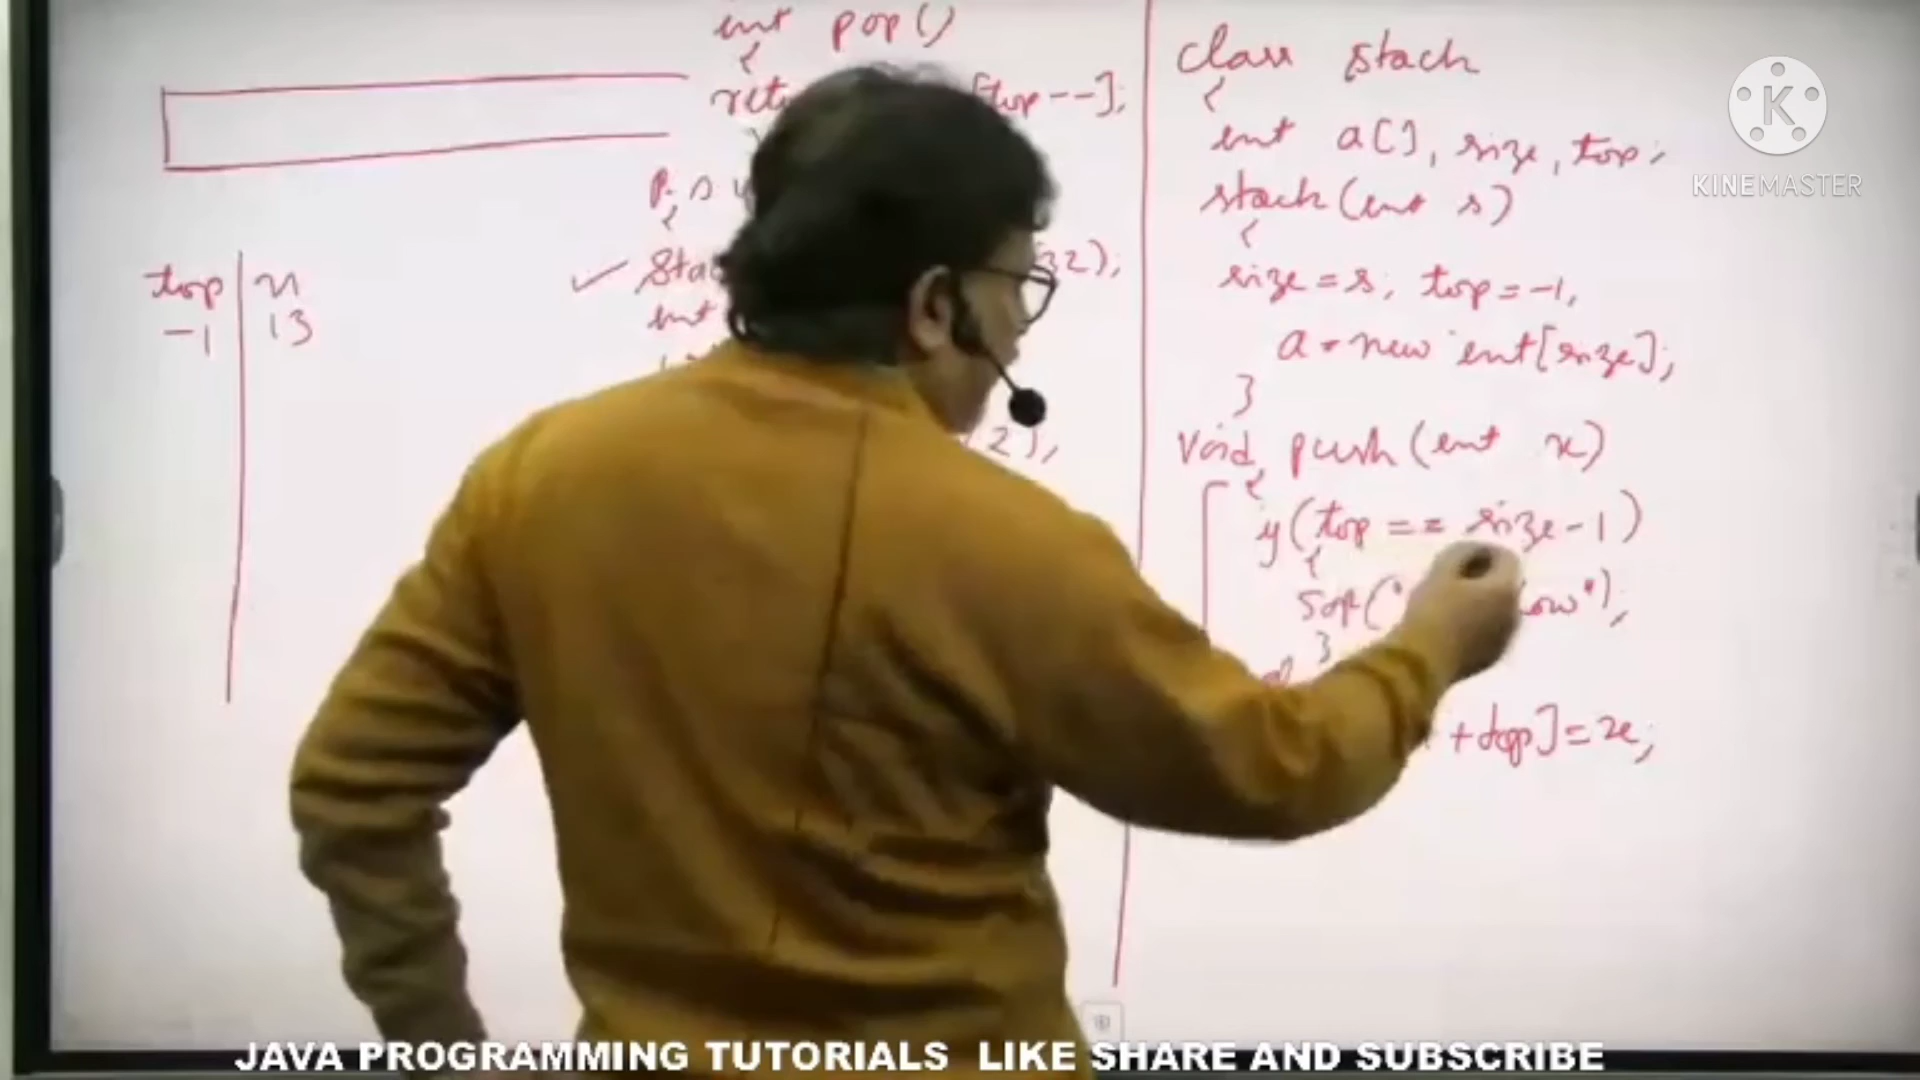 int pop()
{
[top--];
P. S
{
32);
int
2),
top n
-1 13
class stack
{
int a[], size, top;
stack(int s)
{
size = s; top = -1,
a = new int[size];
}
void push(int x)
{
if(top == size-1)
{
Sop("
ow");
}
+top]=x;
K
KINEMASTER
JAVA PROGRAMMING TUTORIALS LIKE SHARE AND SUBSCRIBE